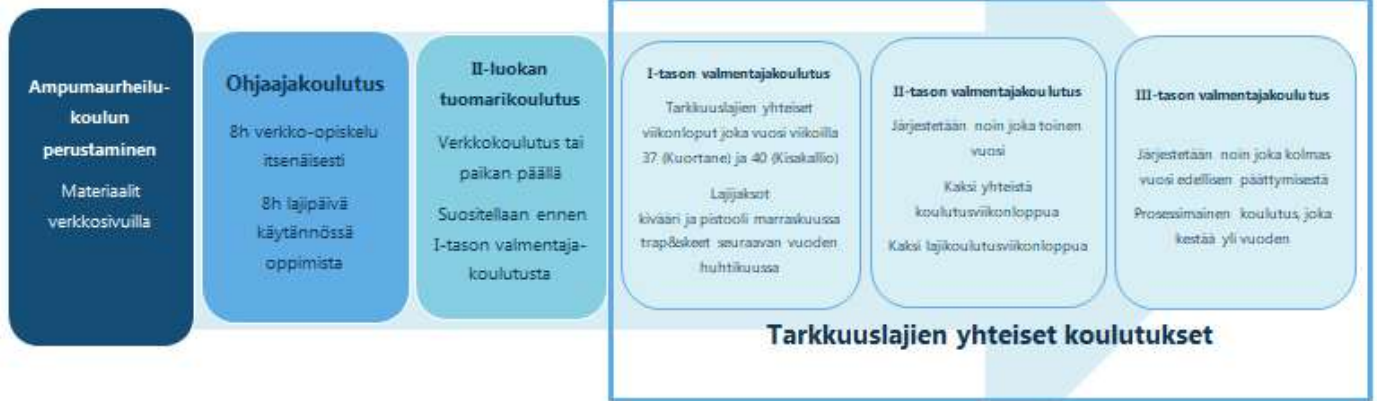 Ampumaurheilu-
koulun
perustaminen
Materiaalit
verkkosivuilla
Ohjaajakoulutus
8h verkko-opiskelu
itsenäisesti
8h lajipäivä
käytännössä
oppimista
II-luokan
tuomarikoulutus
Verkkokoulutus tai
paikan päällä
Suositellaan ennen
I-tason valmentaja-
koulutusta
I-tason valmentajakoulutus
Tarkkuuslajien yhteiset
viikonloput joka vuosi viikoilla
37 (Kuortane) ja 40 (Kisakallio)
Lajijaksot
kivääri ja pistooli marraskuussa
trap&skeet seuraavan vuoden
huhtikuussa
II-tason valmentajakoulutus
Järjestetään noin joka toinen
vuosi
Kaksi yhteistä
koulutusviikonloppua
Kaksi lajikoulutusviikonloppua
III-tason valmentajakoulutus
Järjestetään noin joka kolmas
vuosi edellisen päättymisestä
Prosessimainen koulutus, joka
kestää yli vuoden
Tarkkuuslajien yhteiset koulutukset